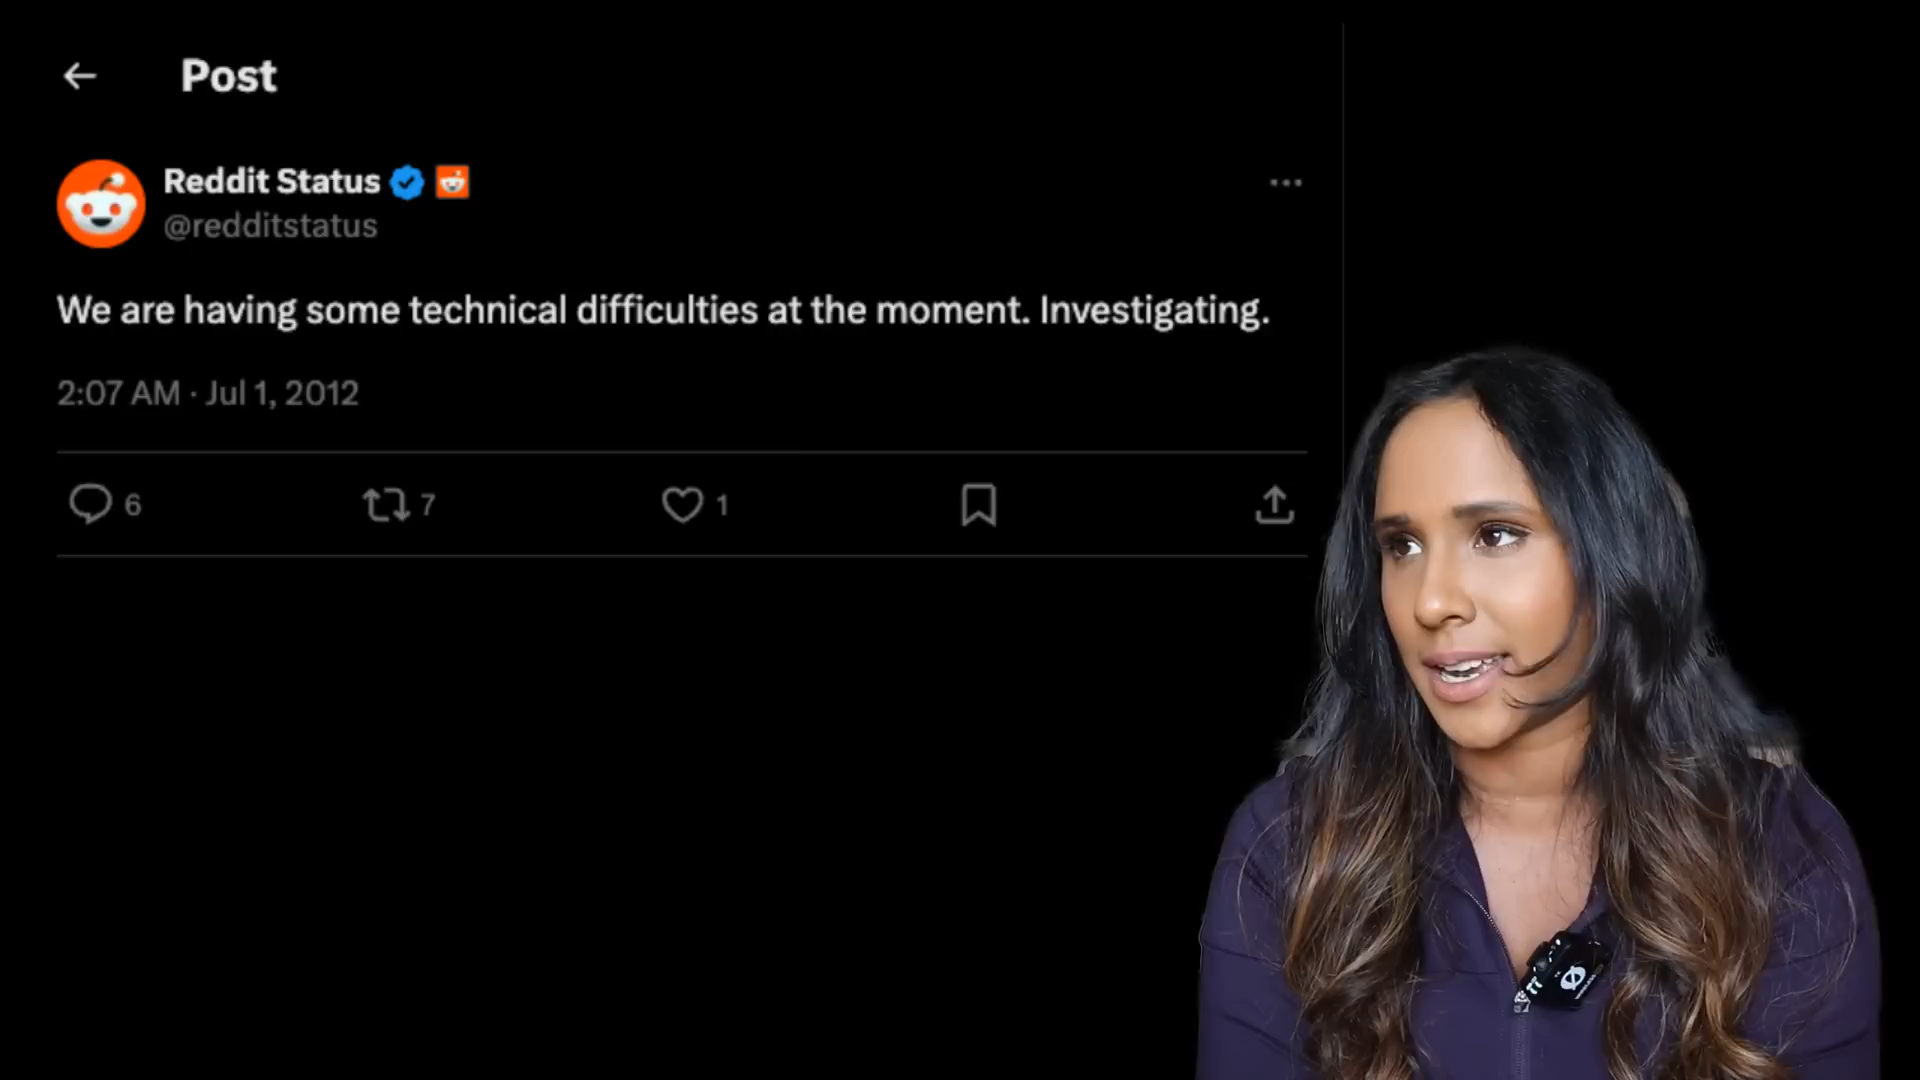 Post
Reddit Status
@redditstatus
We are having some technical difficulties at the moment. Investigating.
2:07 AM · Jul 1, 2012
6 7 1